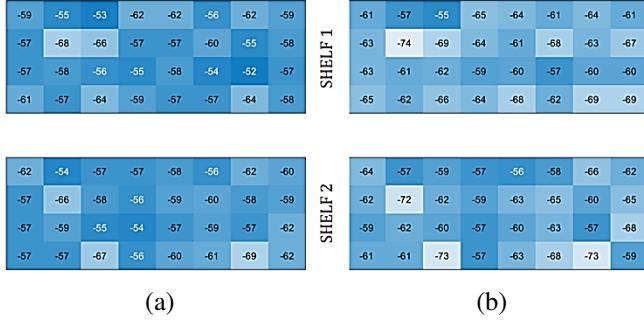 -59 -55 -53 -62 -62 -56 -62 -59
-57 -68 -66 -57 -57 -60 -55 -58
-57 -58 -56 -55 -58 -54 -52 -57
-61 -57 -64 -59 -57 -57 -64 -58
SHELF 1
-61 -57 -55 -65 -64 -61 -64 -61
-63 -74 -69 -64 -61 -68 -63 -67
-63 -61 -62 -59 -60 -57 -60 -60
-65 -62 -66 -64 -68 -62 -69 -69
-62 -54 -57 -57 -58 -56 -62 -60
-57 -66 -58 -56 -59 -60 -58 -59
-57 -59 -55 -54 -57 -59 -57 -62
-57 -57 -67 -56 -60 -61 -69 -62
SHELF 2
-64 -57 -59 -57 -56 -58 -66 -62
-62 -72 -62 -59 -63 -65 -60 -65
-59 -62 -60 -57 -60 -63 -57 -68
-61 -61 -73 -57 -63 -68 -73 -59
(a)
(b)